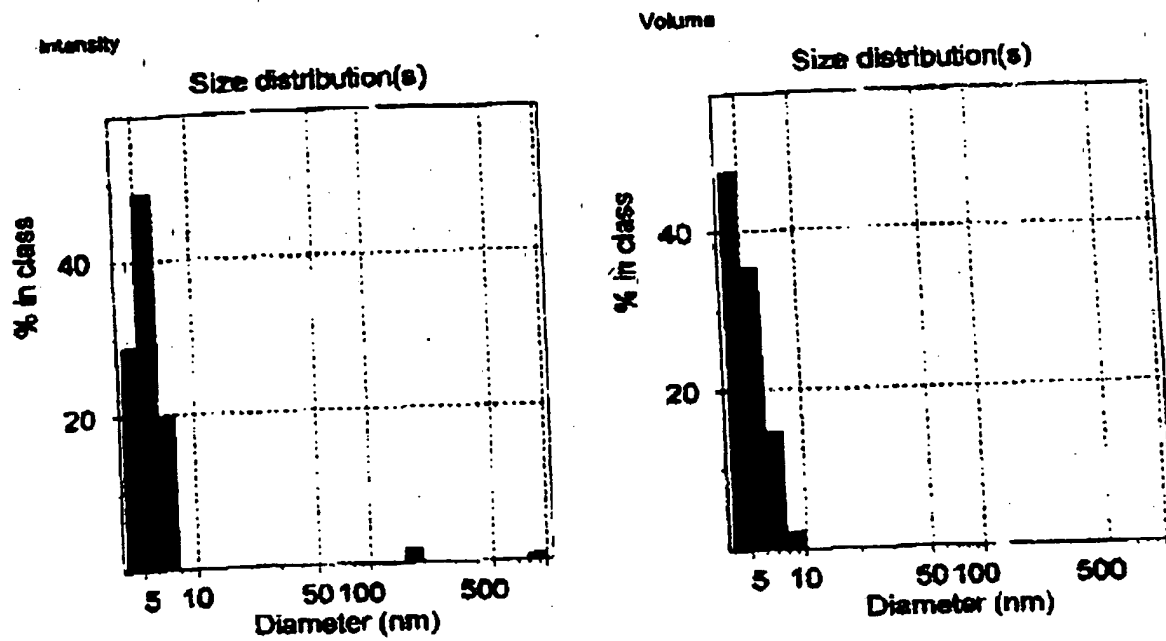 Intensity
Size distribution(s)
% in class
40
20
5 10 50 100 500
Diameter (nm)
Volume
Size distribution(s)
% in class
40
20
5 10 50 100 500
Diameter (nm)